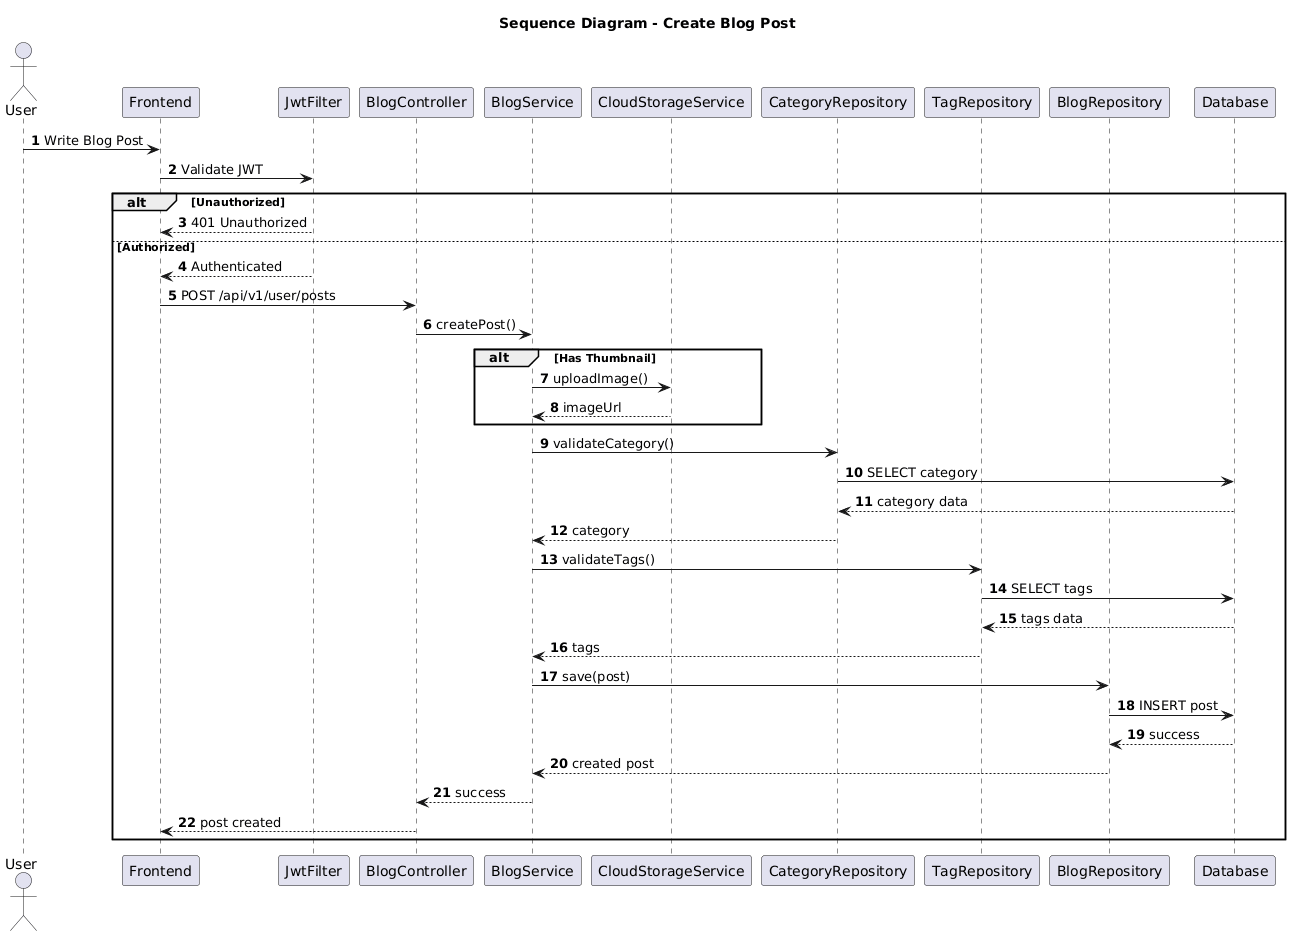 Sequence Diagram - Create Blog Post
User
Frontend
JwtFilter
BlogController
BlogService
CloudStorageService
CategoryRepository
TagRepository
BlogRepository
Database
1 Write Blog Post
2 Validate JWT
alt [Unauthorized]
3 401 Unauthorized
[Authorized]
4 Authenticated
5 POST /api/v1/user/posts
6 createPost()
alt [Has Thumbnail]
7 uploadImage()
8 imageUrl
9 validateCategory()
10 SELECT category
11 category data
12 category
13 validateTags()
14 SELECT tags
15 tags data
16 tags
17 save(post)
18 INSERT post
19 success
20 created post
21 success
22 post created
User
Frontend
JwtFilter
BlogController
BlogService
CloudStorageService
CategoryRepository
TagRepository
BlogRepository
Database